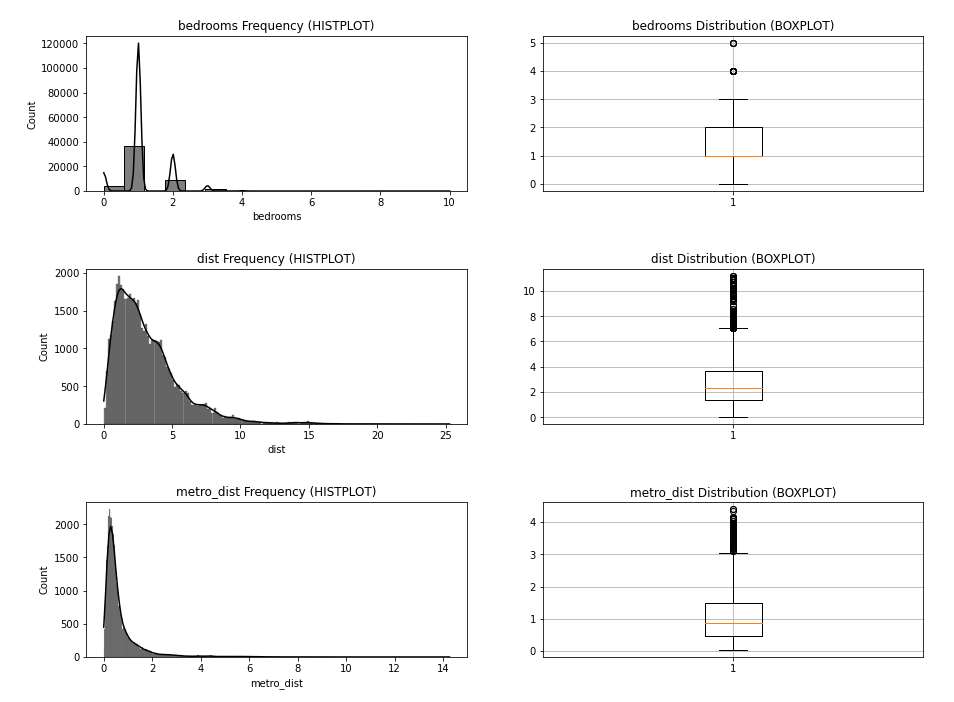 bedrooms Frequency (HISTPLOT)
120000
100000
80000
60000
40000
20000
0
Count
0 2 4 6 8 10
bedrooms
bedrooms Distribution (BOXPLOT)
5
4
3
2
1
0
1
dist Frequency (HISTPLOT)
2000
1500
1000
500
0
Count
0 5 10 15 20 25
dist
dist Distribution (BOXPLOT)
10
8
6
4
2
0
1
metro_dist Frequency (HISTPLOT)
2000
1500
1000
500
0
Count
0 2 4 6 8 10 12 14
metro_dist
metro_dist Distribution (BOXPLOT)
4
3
2
1
0
1